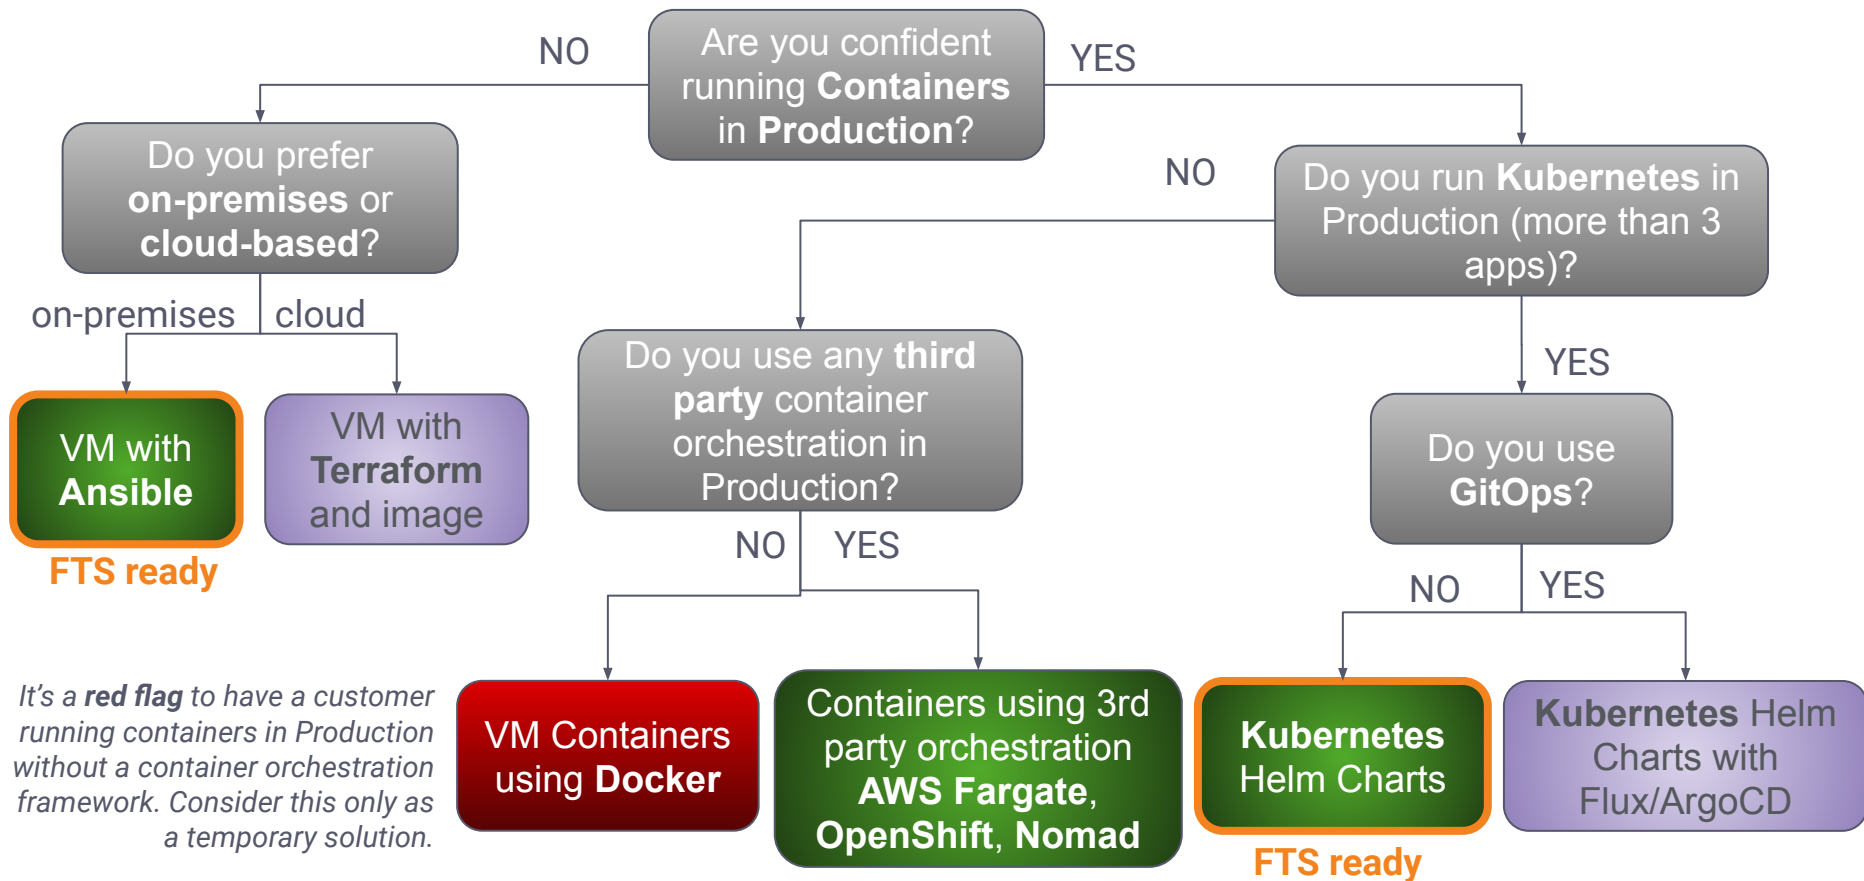 Are you confident
running Containers
in Production?
NO
YES
Do you prefer
on-premises or
cloud-based?
NO
Do you run Kubernetes in
Production (more than 3
apps)?
on-premises
cloud
Do you use any third
party container
orchestration in
Production?
YES
VM with
Ansible
FTS ready
VM with
Terraform
and image
Do you use
GitOps?
NO
YES
NO
YES
It's a red flag to have a customer
running containers in Production
without a container orchestration
framework. Consider this only as
a temporary solution.
VM Containers
using Docker
Containers using 3rd
party orchestration
AWS Fargate,
OpenShift, Nomad
Kubernetes
Helm Charts
FTS ready
Kubernetes Helm
Charts with
Flux/ArgoCD